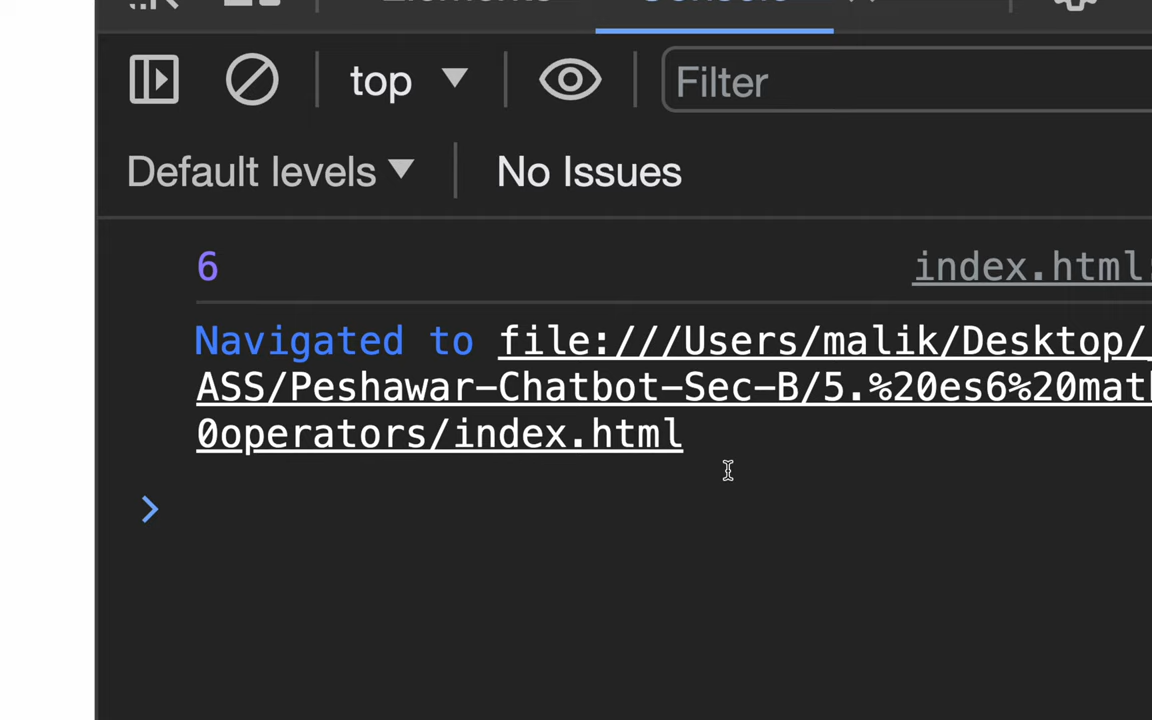 top
Filter
Default levels
No Issues
6
index.html:
Navigated to file:///Users/malik/Desktop/_
ASS/Peshawar-Chatbot-Sec-B/5.%20es6%20math
0operators/index.html